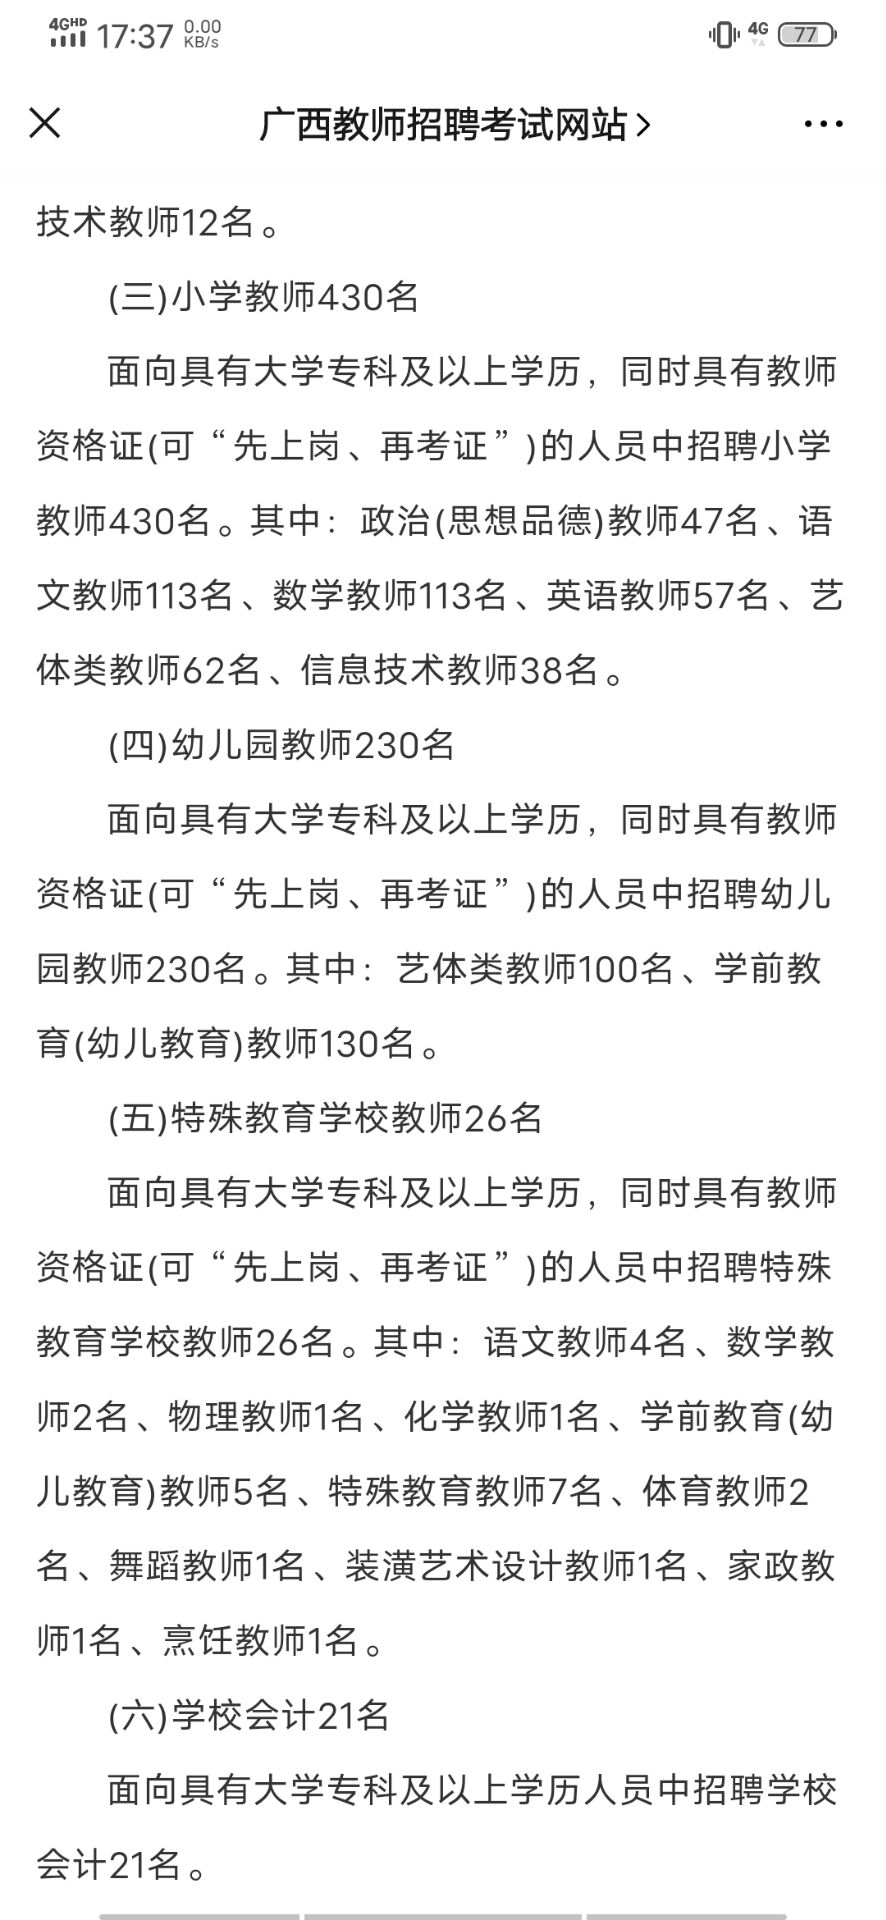 4GHD 17:37 0.00 KB/s 4G 77
广西教师招聘考试网站
技术教师12名。
(三)小学教师430名
面向具有大学专科及以上学历，同时具有教师
资格证(可“先上岗、再考证”)的人员中招聘小学
教师430名。其中：政治(思想品德)教师47名、语
文教师113名、数学教师113名、英语教师57名、艺
体类教师62名、信息技术教师38名。
(四)幼儿园教师230名
面向具有大学专科及以上学历，同时具有教师
资格证(可“先上岗、再考证”)的人员中招聘幼儿
园教师230名。其中：艺体类教师100名、学前教
育(幼儿教育)教师130名。
(五)特殊教育学校教师26名
面向具有大学专科及以上学历，同时具有教师
资格证(可“先上岗、再考证”)的人员中招聘特殊
教育学校教师26名。其中：语文教师4名、数学教
师2名、物理教师1名、化学教师1名、学前教育(幼
儿教育)教师5名、特殊教育教师7名、体育教师2
名、舞蹈教师1名、装潢艺术设计教师1名、家政教
师1名、烹饪教师1名。
(六)学校会计21名
面向具有大学专科及以上学历人员中招聘学校
会计21名。